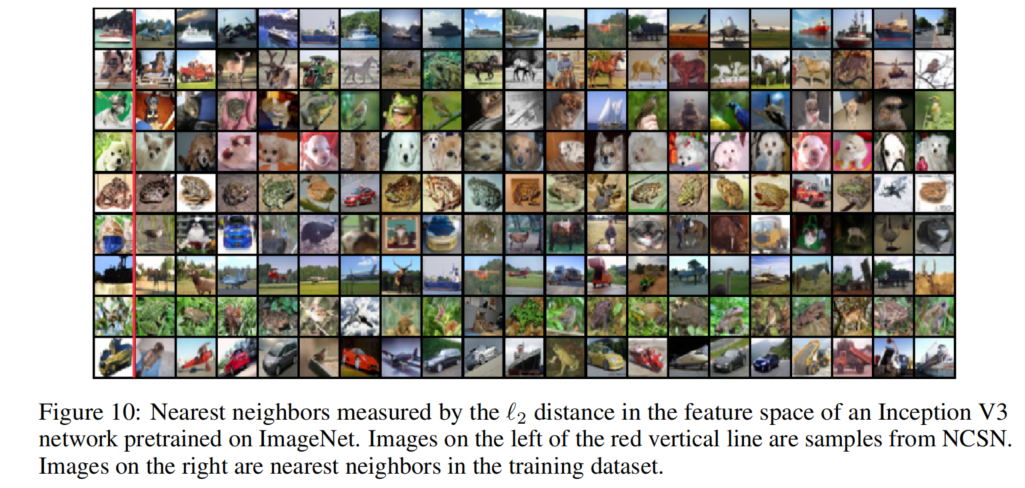 Figure 10: Nearest neighbors measured by the ℓ2 distance in the feature space of an Inception V3
network pretrained on ImageNet. Images on the left of the red vertical line are samples from NCSN.
Images on the right are nearest neighbors in the training dataset.